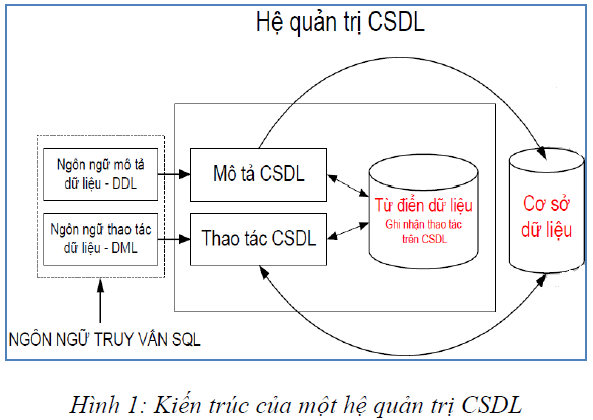 Hệ quản trị CSDL
Ngôn ngữ mô tả
dữ liệu - DDL
Mô tả CSDL
Ngôn ngữ thao tác
dữ liệu - DML
Thao tác CSDL
Từ điển dữ liệu
Ghi nhận thao tác
trên CSDL
Cơ sở
dữ liệu
NGÔN NGỮ TRUY VẤN SQL
Hình 1: Kiến trúc của một hệ quản trị CSDL